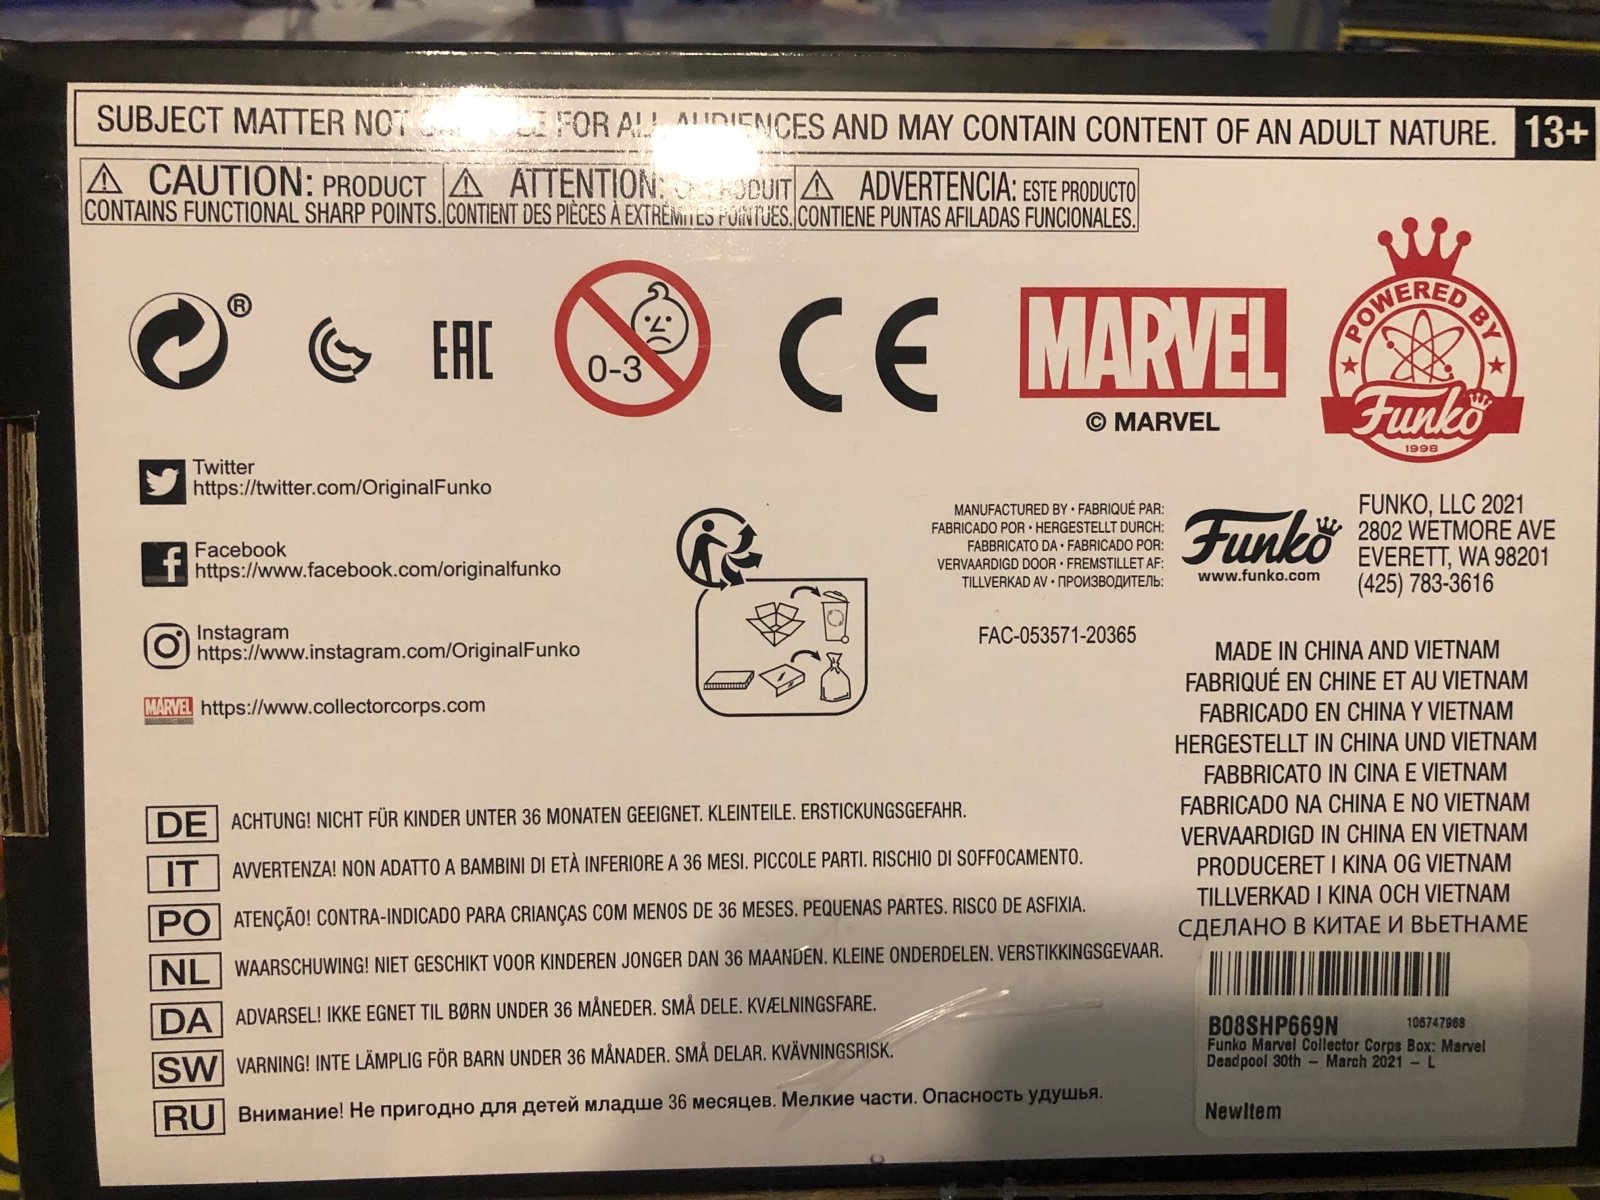 SUBJECT MATTER NOT FOR ALL AUDIENCES AND MAY CONTAIN CONTENT OF AN ADULT NATURE. 13+
⚠ CAUTION: PRODUCT
CONTAINS FUNCTIONAL SHARP POINTS.
⚠ ATTENTION: PRODUIT
CONTIENT DES PIÈCES À EXTRÉMITÉS POINTUES.
⚠ ADVERTENCIA: ESTE PRODUCTO
CONTIENE PUNTAS AFILADAS FUNCIONALES.
®
EAC
0-3
CE
MARVEL
© MARVEL
POWERED BY
Funko
1998
Twitter
https://twitter.com/OriginalFunko
Facebook
https://www.facebook.com/originalfunko
Instagram
https://www.instagram.com/OriginalFunko
MARVEL https://www.collectorcorps.com
MANUFACTURED BY • FABRIQUÉ PAR:
FABRICADO POR • HERGESTELLT DURCH:
FABBRICATO DA • FABRICADO POR:
VERVAARDIGD DOOR • FREMSTILLET AF:
TILLVERKAD AV • ПРОИЗВОДИТЕЛЬ:
FAC-053571-20365
Funko
www.funko.com
FUNKO, LLC 2021
2802 WETMORE AVE
EVERETT, WA 98201
(425) 783-3616
MADE IN CHINA AND VIETNAM
FABRIQUÉ EN CHINE ET AU VIETNAM
FABRICADO EN CHINA Y VIETNAM
HERGESTELLT IN CHINA UND VIETNAM
FABBRICATO IN CINA E VIETNAM
FABRICADO NA CHINA E NO VIETNAM
VERVAARDIGD IN CHINA EN VIETNAM
PRODUCERET I KINA OG VIETNAM
TILLVERKAD I KINA OCH VIETNAM
СДЕЛАНО В КИТАЕ И ВЬЕТНАМЕ
DE ACHTUNG! NICHT FÜR KINDER UNTER 36 MONATEN GEEIGNET. KLEINTEILE. ERSTICKUNGSGEFAHR.
IT AVVERTENZA! NON ADATTO A BAMBINI DI ETÀ INFERIORE A 36 MESI. PICCOLE PARTI. RISCHIO DI SOFFOCAMENTO.
PO ATENÇÃO! CONTRA-INDICADO PARA CRIANÇAS COM MENOS DE 36 MESES. PEQUENAS PARTES. RISCO DE ASFIXIA.
NL WAARSCHUWING! NIET GESCHIKT VOOR KINDEREN JONGER DAN 36 MAANDEN. KLEINE ONDERDELEN. VERSTIKKINGSGEVAAR.
DA ADVARSEL! IKKE EGNET TIL BØRN UNDER 36 MÅNEDER. SMÅ DELE. KVÆLNINGSFARE.
SW VARNING! INTE LÄMPLIG FÖR BARN UNDER 36 MÅNADER. SMÅ DELAR. KVÄVNINGSRISK.
RU Внимание! Не пригодно для детей младше 36 месяцев. Мелкие части. Опасность удушья.
B08SHP669N 106747968
Funko Marvel Collector Corps Box: Marvel
Deadpool 30th - March 2021 - L
NewItem